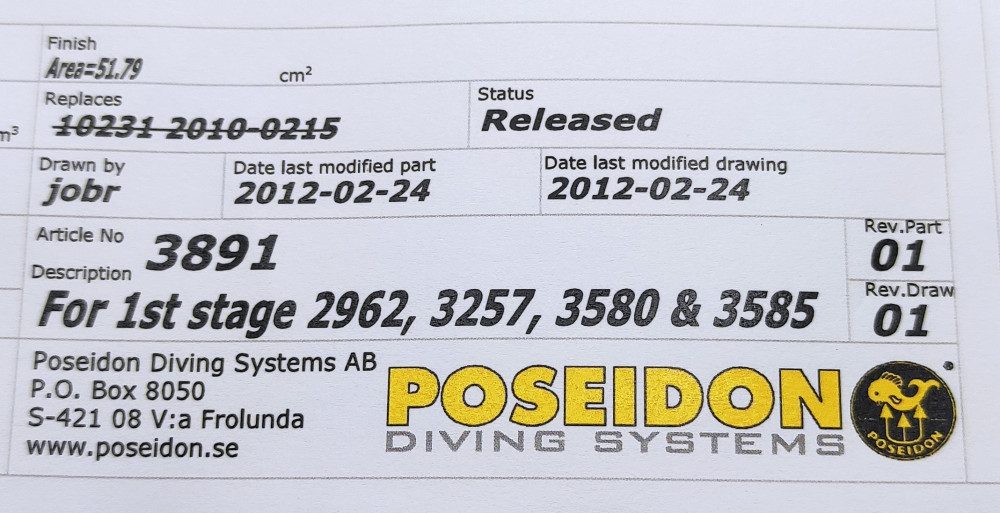 Finish
Area=51.79 cm²
Replaces
10231 2010-0215
Status
Released
m³
Drawn by
jobr
Date last modified part
2012-02-24
Date last modified drawing
2012-02-24
Article No 3891
Rev.Part
01
Description
For 1st stage 2962, 3257, 3580 & 3585
Rev.Draw
01
Poseidon Diving Systems AB
P.O. Box 8050
S-421 08 V:a Frolunda
www.poseidon.se
POSEIDON
DIVING SYSTEMS
POSEIDON
®